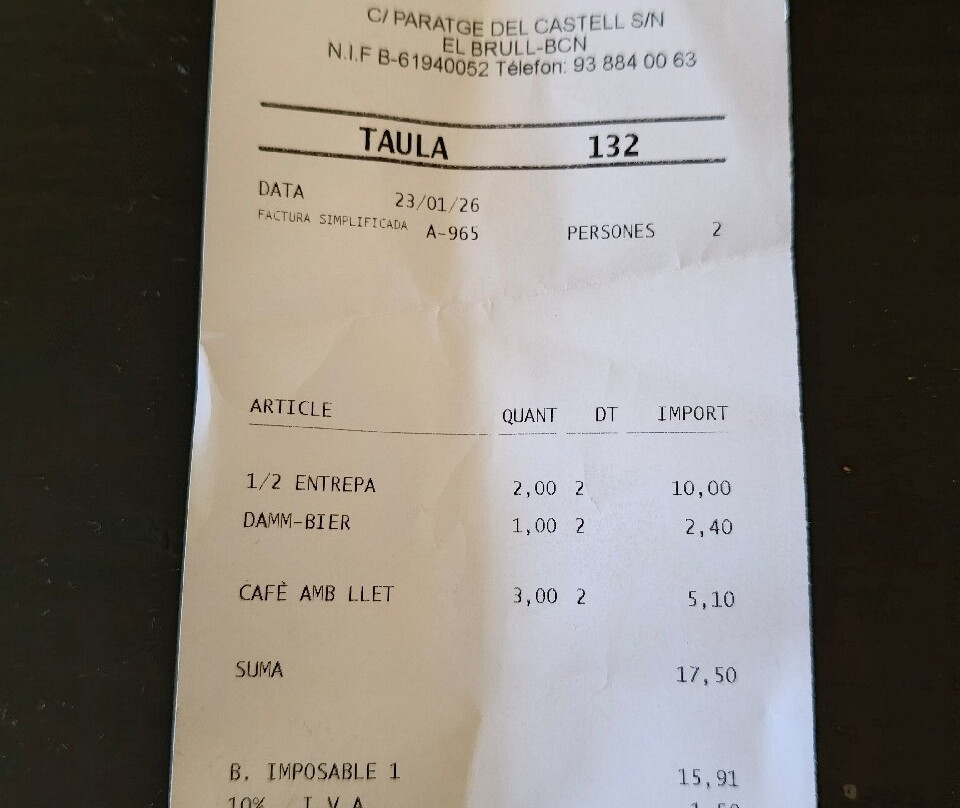 C/ PARATGE DEL CASTELL S/N
EL BRULL-BCN
N.I.F B-61940052 Télefon: 93 884 00 63
TAULA 132
DATA 23/01/26
FACTURA SIMPLIFICADA A-965 PERSONES 2
ARTICLE QUANT DT IMPORT
1/2 ENTREPA 2,00 2 10,00
DAMM-BIER 1,00 2 2,40
CAFÈ AMB LLET 3,00 2 5,10
SUMA 17,50
B. IMPOSABLE 1 15,91
10% I.V.A